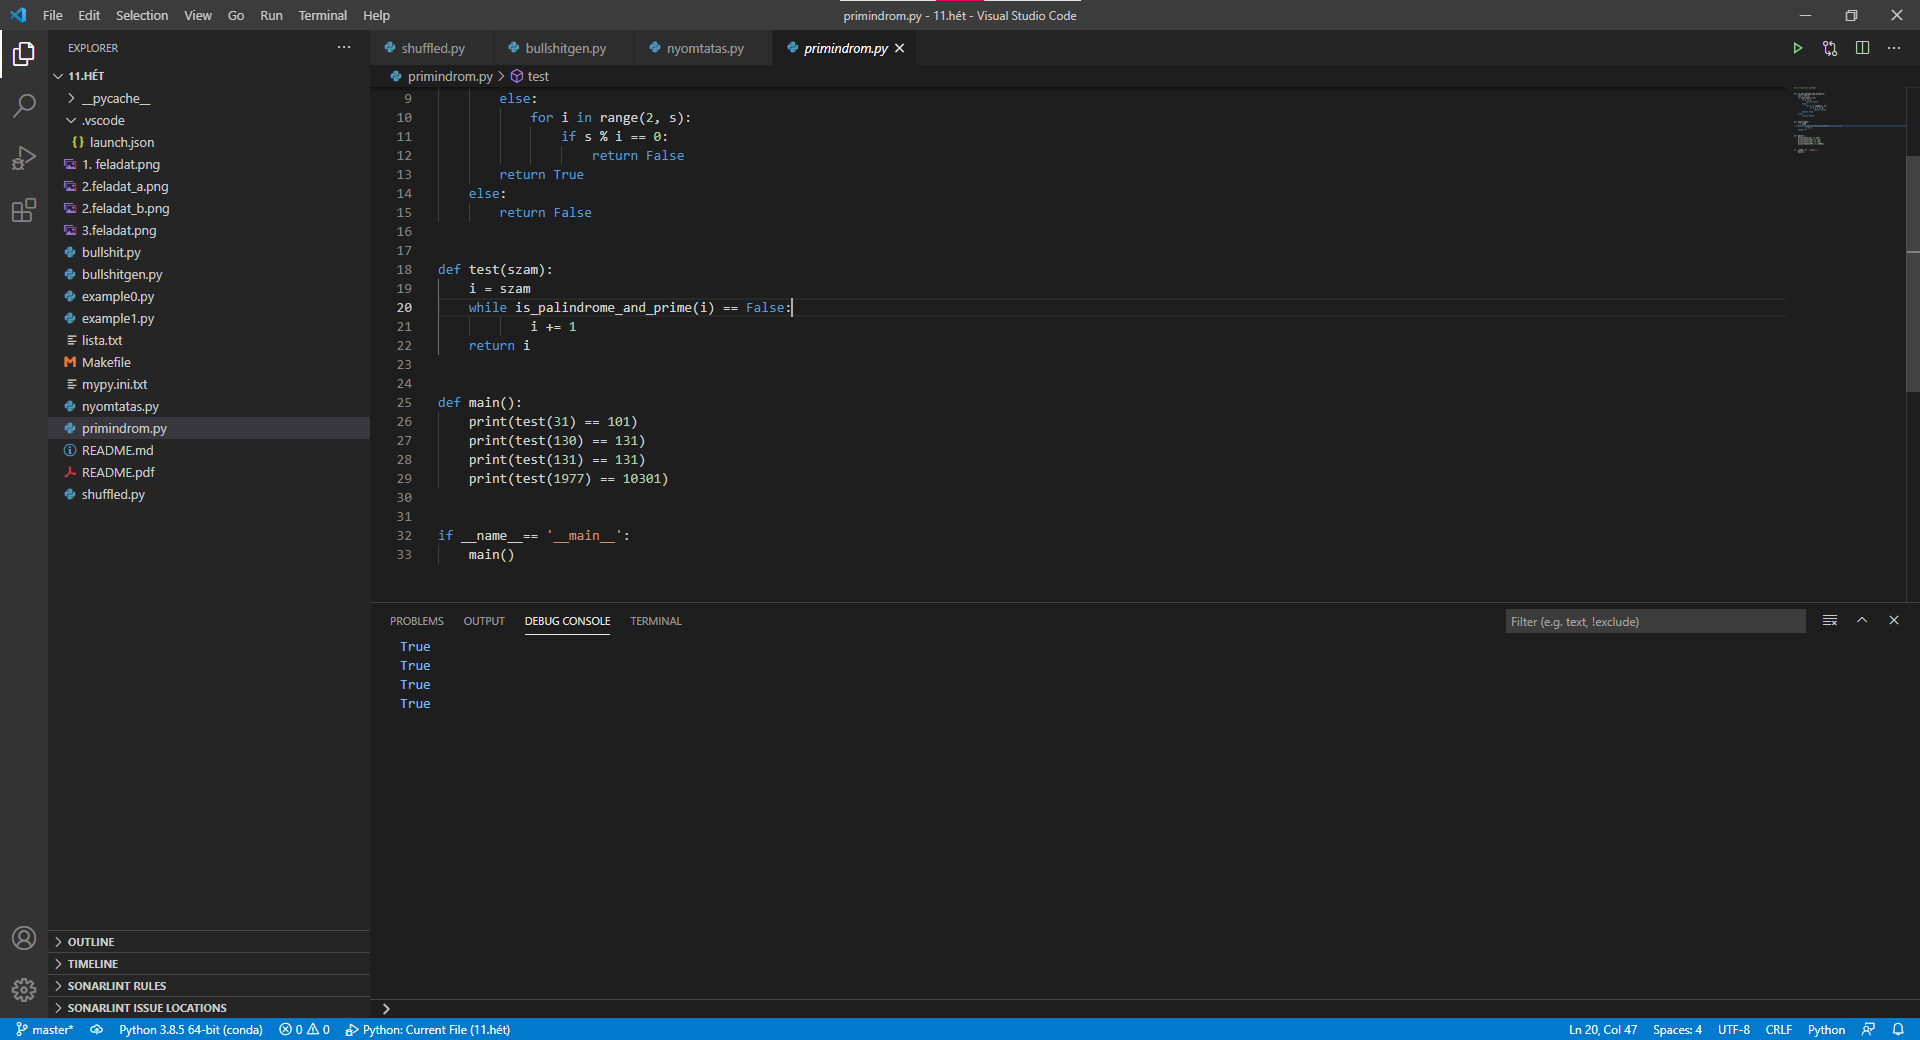 File Edit Selection View Go Run Terminal Help
primindrom.py - 11.hét - Visual Studio Code
EXPLORER
11.HÉT
__pycache__
.vscode
{} launch.json
1. feladat.png
2.feladat_a.png
2.feladat_b.png
3.feladat.png
bullshit.py
bullshitgen.py
example0.py
example1.py
lista.txt
Makefile
mypy.ini.txt
nyomtatas.py
primindrom.py
README.md
README.pdf
shuffled.py
OUTLINE
TIMELINE
SONARLINT RULES
SONARLINT ISSUE LOCATIONS
shuffled.py bullshitgen.py nyomtatas.py primindrom.py
primindrom.py > test
9 else:
10 for i in range(2, s):
11 if s % i == 0:
12 return False
13 return True
14 else:
15 return False
16
17
18 def test(szam):
19 i = szam
20 while is_palindrome_and_prime(i) == False:
21 i += 1
22 return i
23
24
25 def main():
26 print(test(31) == 101)
27 print(test(130) == 131)
28 print(test(131) == 131)
29 print(test(1977) == 10301)
30
31
32 if __name__== '__main__':
33 main()
PROBLEMS OUTPUT DEBUG CONSOLE TERMINAL
Filter (e.g. text, !exclude)
True
True
True
True
master* Python 3.8.5 64-bit (conda) 0 0 Python: Current File (11.hét)
Ln 20, Col 47 Spaces: 4 UTF-8 CRLF Python